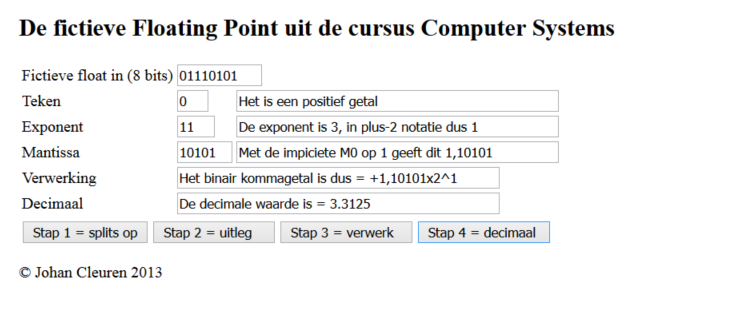 De fictieve Floating Point uit de cursus Computer Systems
Fictieve float in (8 bits) 01110101
Teken 0 Het is een positief getal
Exponent 11 De exponent is 3, in plus-2 notatie dus 1
Mantissa 10101 Met de impiciete M0 op 1 geeft dit 1,10101
Verwerking Het binair kommagetal is dus = +1,10101x2^1
Decimaal De decimale waarde is = 3.3125
Stap 1 = splits op Stap 2 = uitleg Stap 3 = verwerk Stap 4 = decimaal
© Johan Cleuren 2013